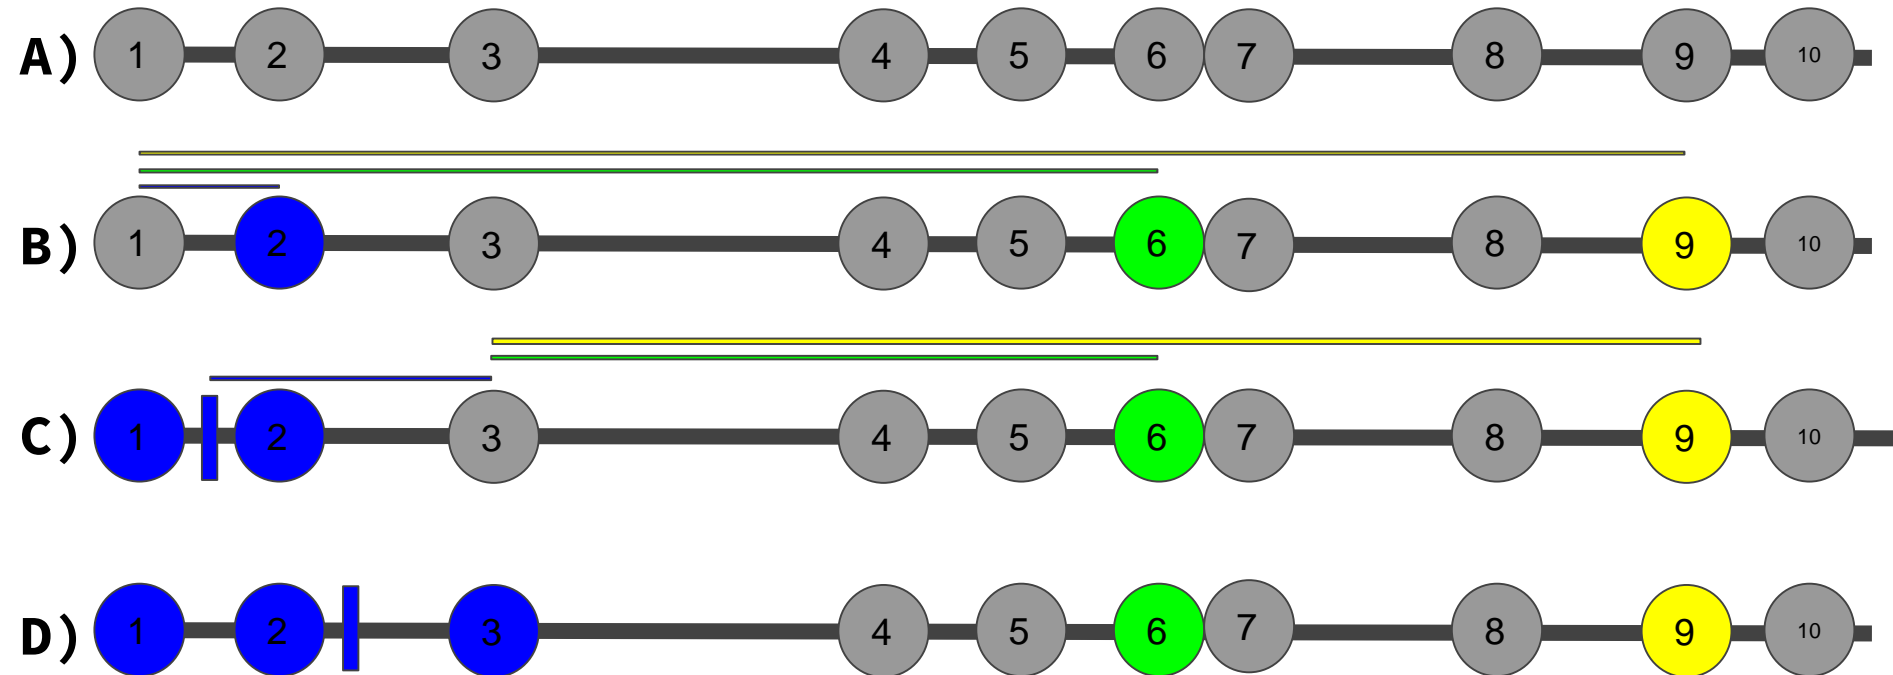 A) 1 2 3 4 5 6 7 8 9 10
B) 1 2 3 4 5 6 7 8 9 10
C) 1 2 3 4 5 6 7 8 9 10
D) 1 2 3 4 5 6 7 8 9 10